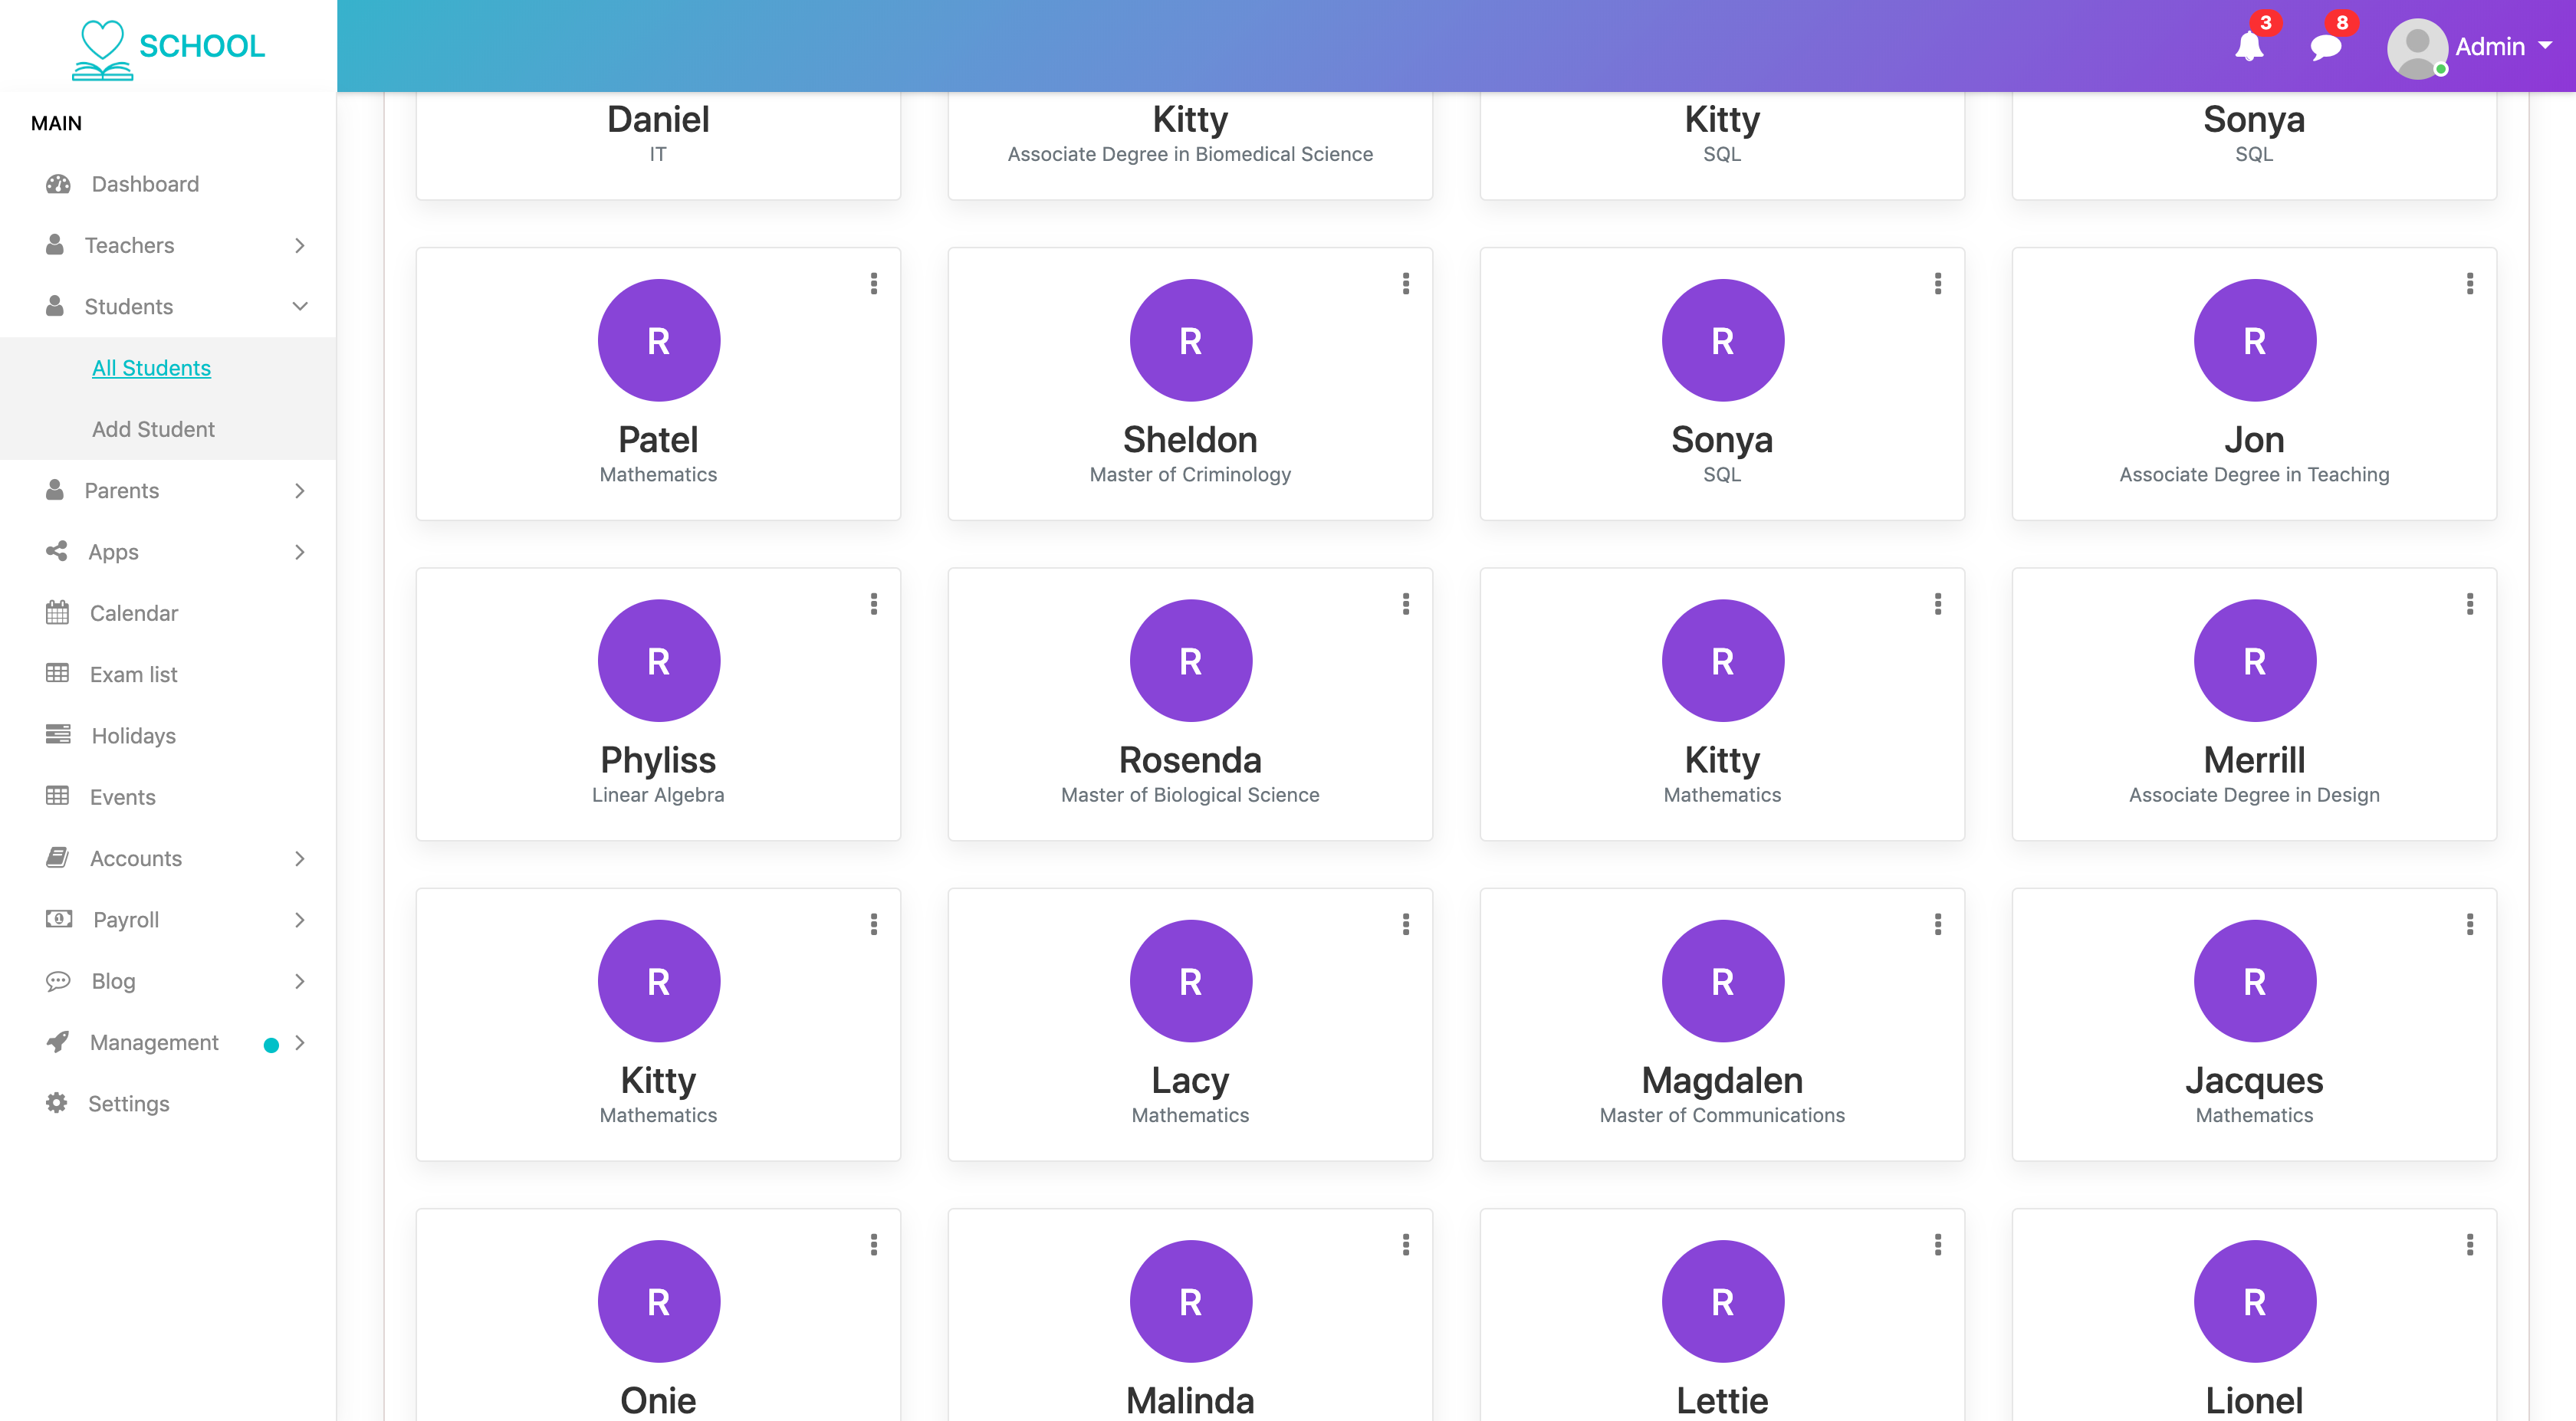 SCHOOL
3
8
Admin
MAIN
Dashboard
Teachers
Students
All Students
Add Student
Parents
Apps
Calendar
Exam list
Holidays
Events
Accounts
Payroll
Blog
Management
Settings
Daniel
IT
Kitty
Associate Degree in Biomedical Science
Kitty
SQL
Sonya
SQL
R
Patel
Mathematics
R
Sheldon
Master of Criminology
R
Sonya
SQL
R
Jon
Associate Degree in Teaching
R
Phyliss
Linear Algebra
R
Rosenda
Master of Biological Science
R
Kitty
Mathematics
R
Merrill
Associate Degree in Design
R
Kitty
Mathematics
R
Lacy
Mathematics
R
Magdalen
Master of Communications
R
Jacques
Mathematics
R
Onie
R
Malinda
R
Lettie
R
Lionel